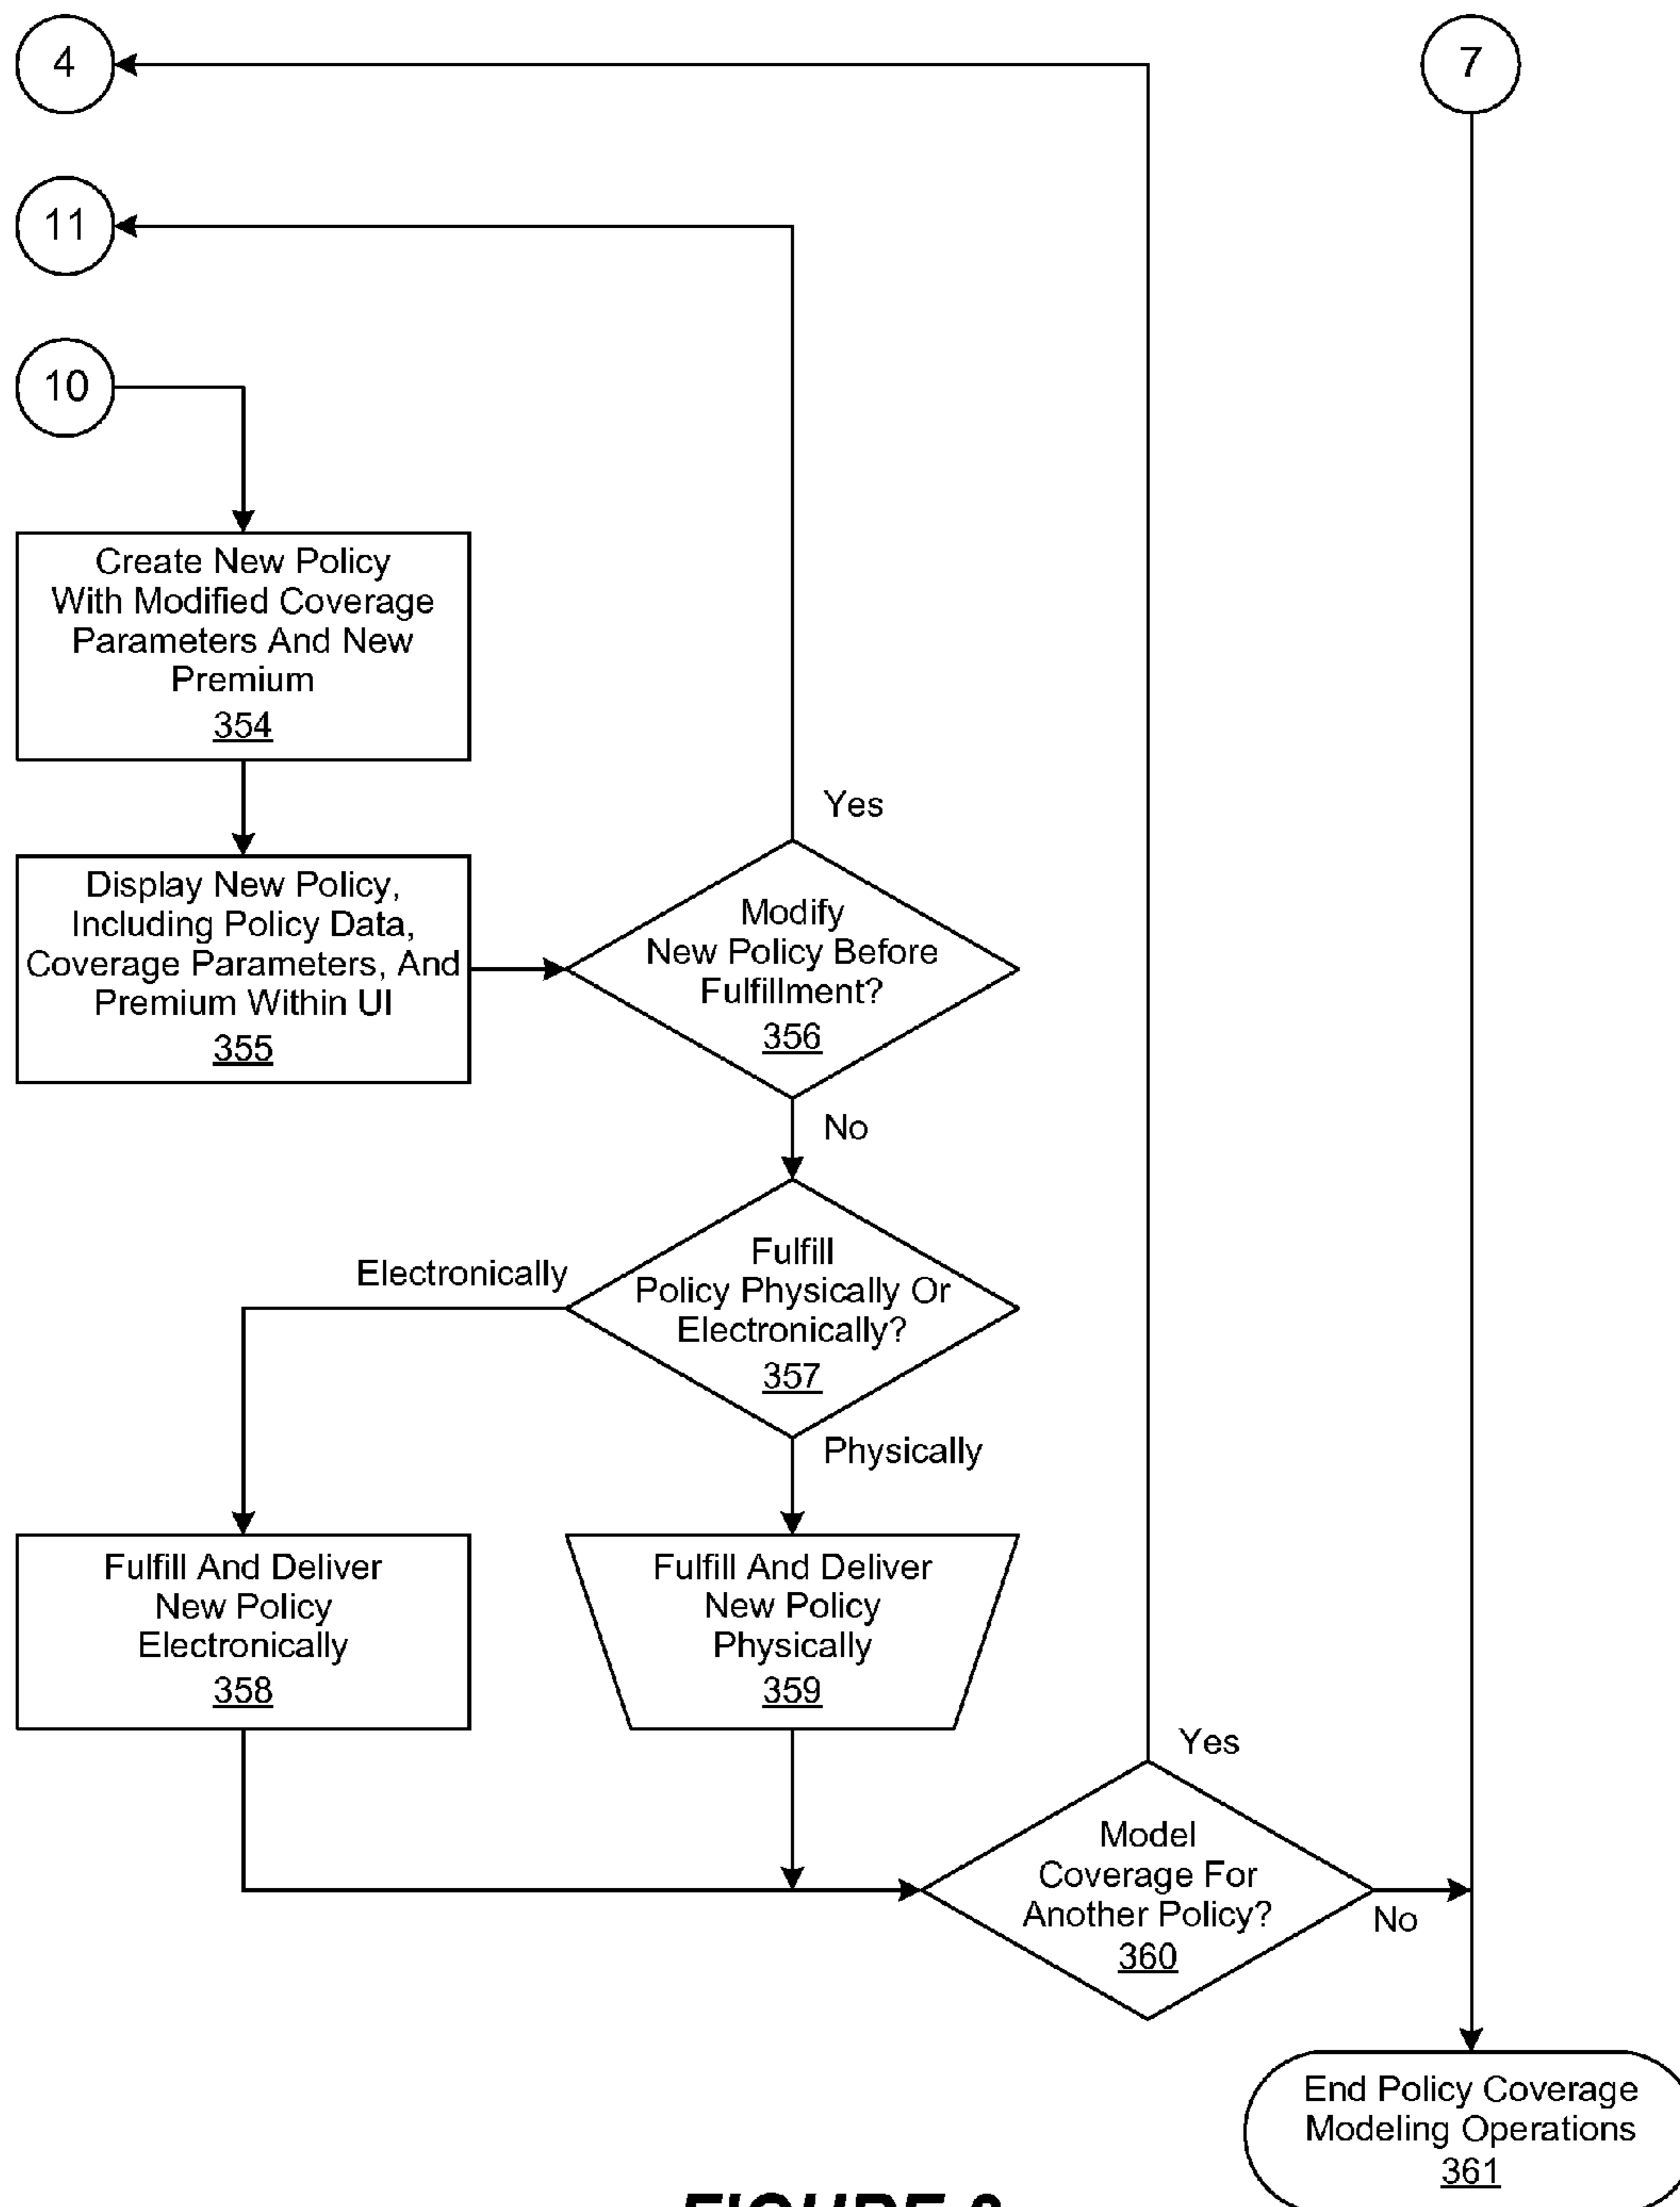 4
7
11
10
Create New Policy
With Modified Coverage
Parameters And New
Premium
354
Yes
Display New Policy,
Including Policy Data,
Coverage Parameters, And
Premium Within UI
355
Modify
New Policy Before
Fulfillment?
356
No
Fulfill
Policy Physically Or
Electronically?
357
Electronically
Physically
Fulfill And Deliver
New Policy
Electronically
358
Fulfill And Deliver
New Policy
Physically
359
Yes
Model
Coverage For
Another Policy?
360
No
End Policy Coverage
Modeling Operations
361
FIGURE